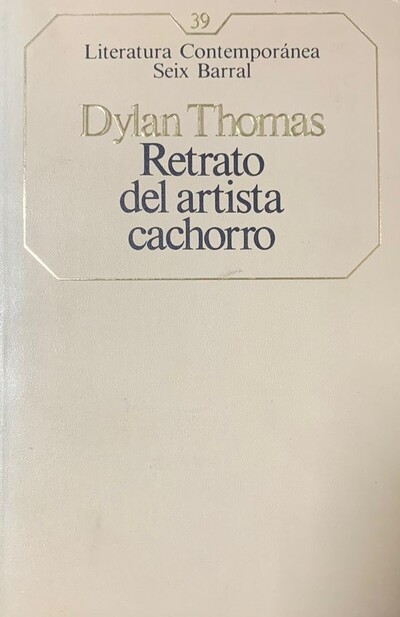 39
Literatura Contemporánea
Seix Barral
Dylan Thomas
Retrato
del artista
cachorro